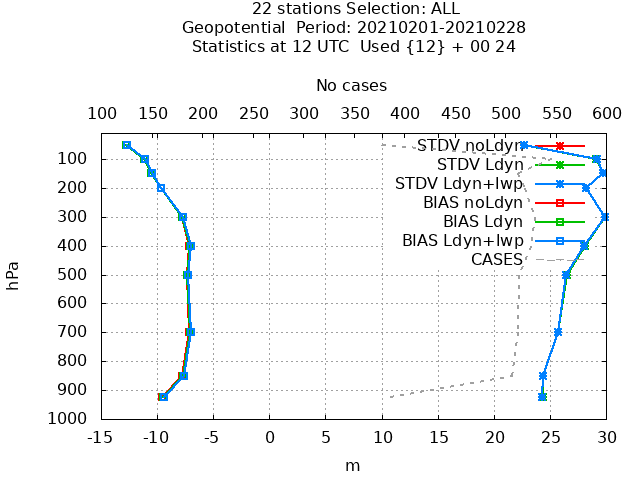 22 stations Selection: ALL
Geopotential  Period: 20210201-20210228
Statistics at 12 UTC  Used {12} + 00 24
No cases
100 150 200 250 300 350 400 450 500 550 600
STDV noLdyn
100
STDV Ldyn
200
STDV Ldyn+lwp
BIAS noLdyn
300
BIAS Ldyn
400
BIAS Ldyn+lwp
CASES
500
hPa
600
700
800
900
1000
-15 -10 -5 0 5 10 15 20 25 30
m